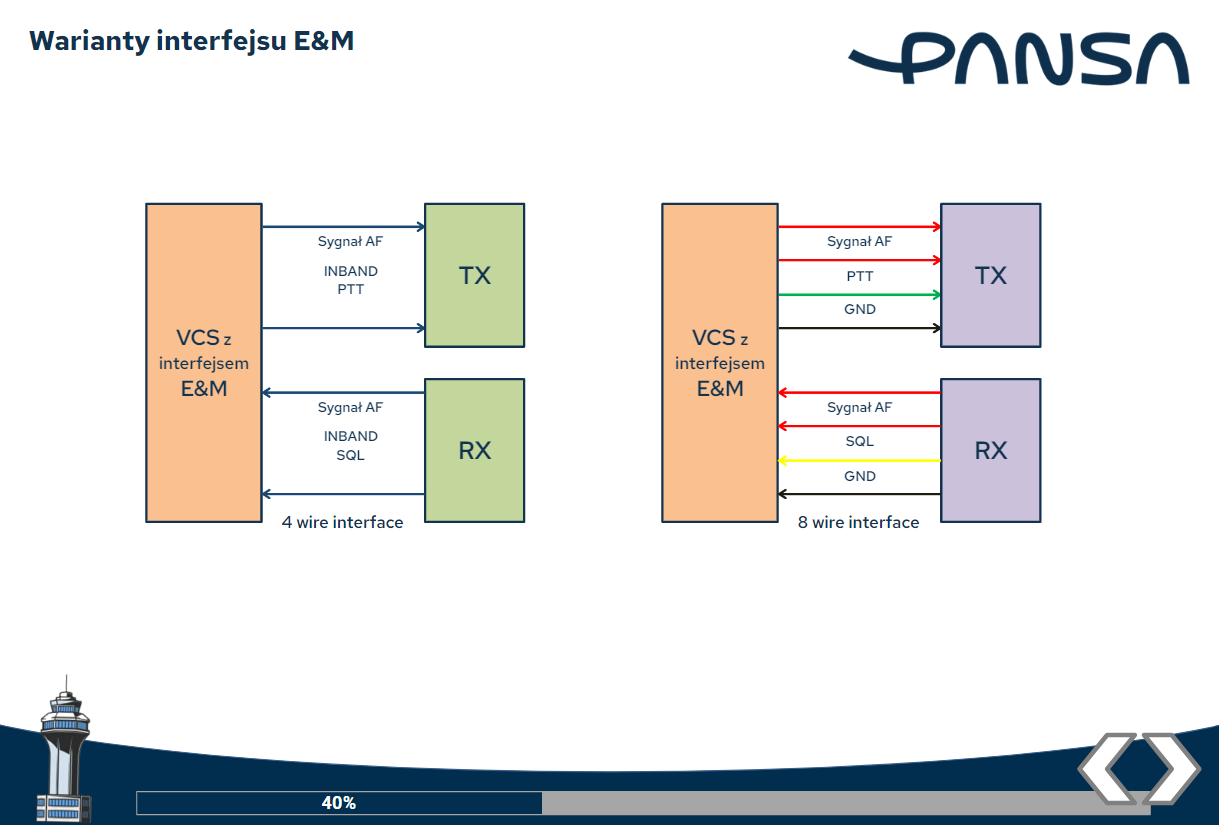 Warianty interfejsu E&M
PANSA
VCS z
interfejsem
E&M
Sygnał AF
INBAND
PTT
TX
Sygnał AF
INBAND
SQL
RX
4 wire interface
VCS z
interfejsem
E&M
Sygnał AF
PTT
GND
TX
Sygnał AF
SQL
GND
RX
8 wire interface
40%